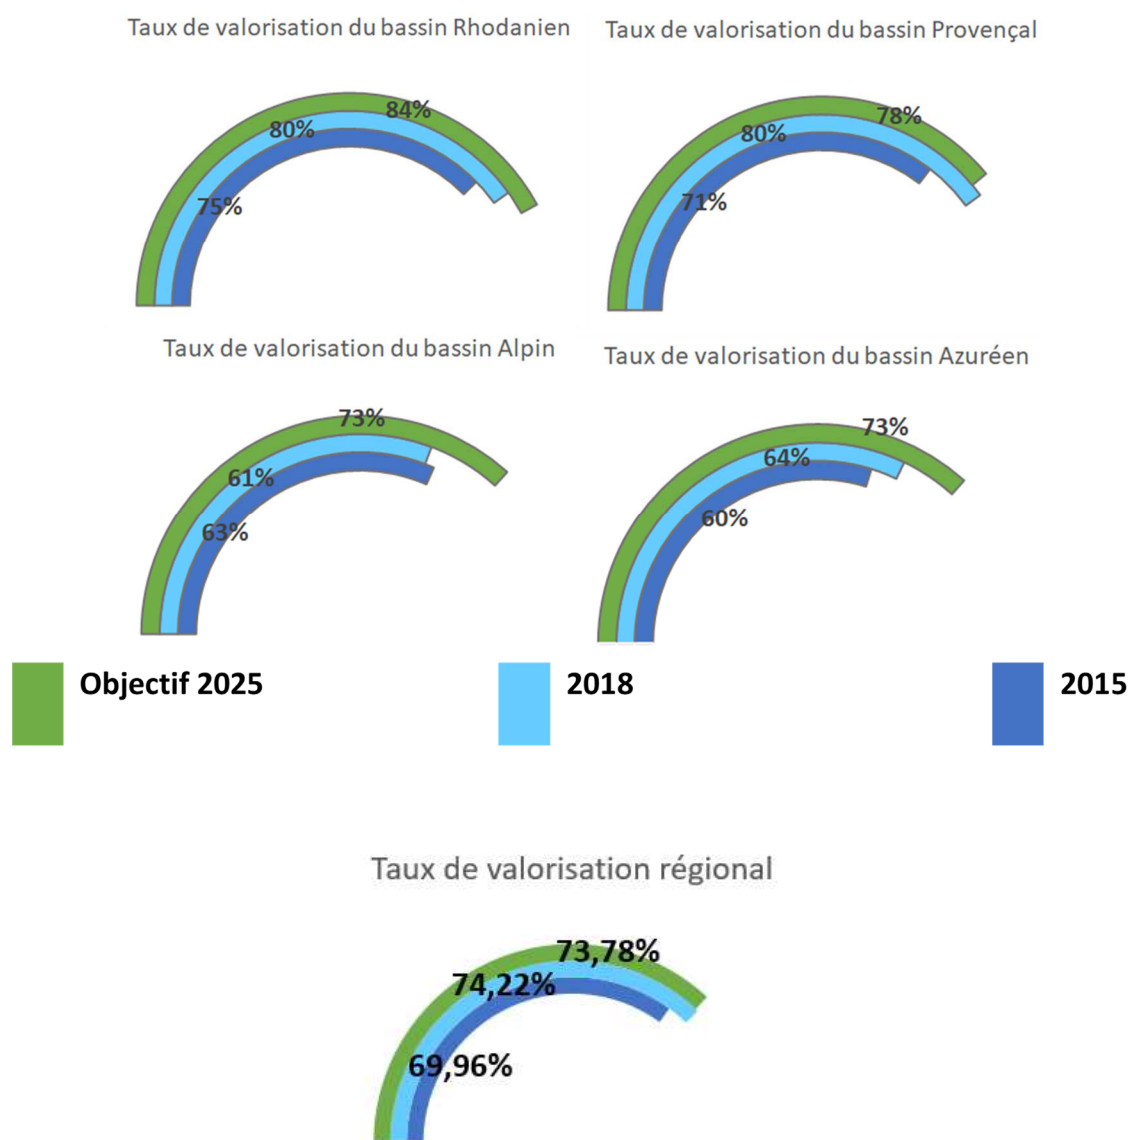 Taux de valorisation du bassin Rhodanien
84%
80%
75%
Taux de valorisation du bassin Provençal
78%
80%
71%
Taux de valorisation du bassin Alpin
73%
61%
63%
Taux de valorisation du bassin Azuréen
73%
64%
60%
Objectif 2025
2018
2015
Taux de valorisation régional
73,78%
74,22%
69,96%